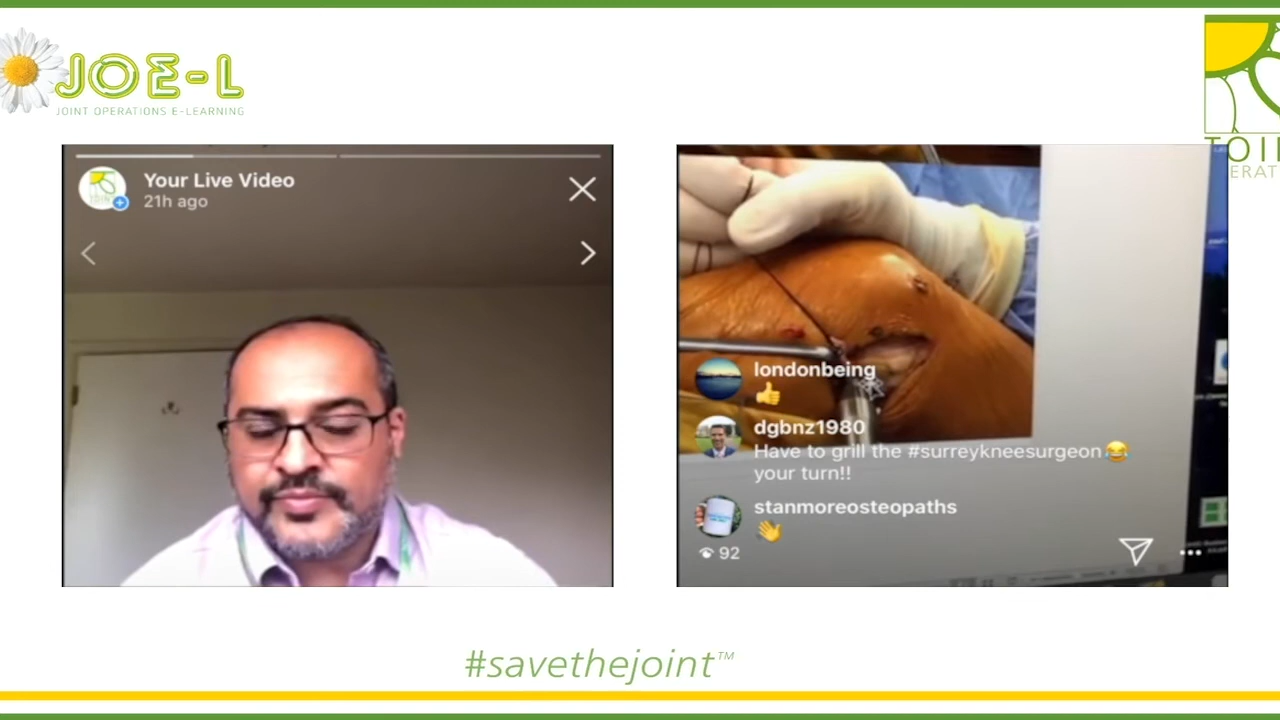 JOE-L
JOINT OPERATIONS E-LEARNING
Your Live Video
21h ago
londonbeing
dgbnz1980
Have to grill the #surreykneesurgeon😂
your turn!!
stanmoreosteopaths
92
#savethejoint™